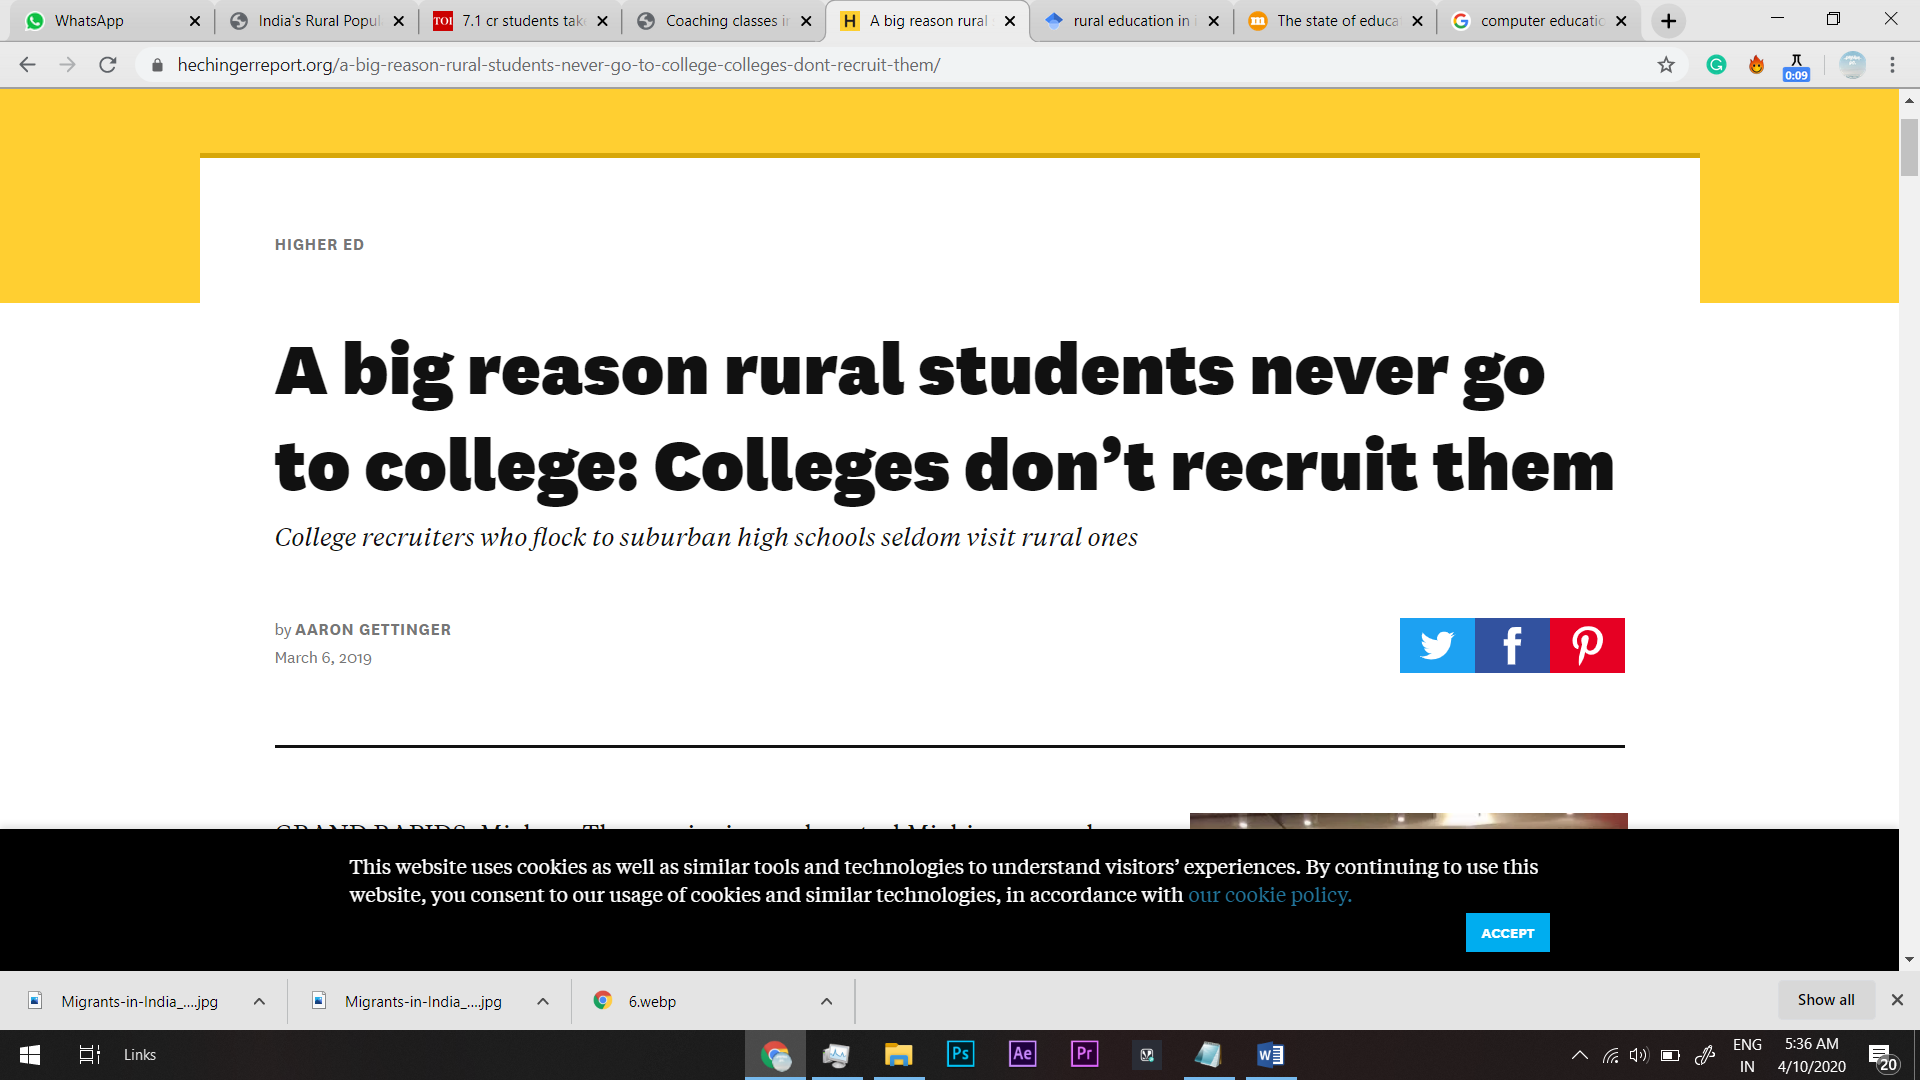 WhatsApp
India's Rural Popul
TOI 7.1 cr students tak
Coaching classes i
H A big reason rural
rural education in i
m The state of educa
computer educatio
hechingerreport.org/a-big-reason-rural-students-never-go-to-college-colleges-dont-recruit-them/
0:09
HIGHER ED
A big reason rural students never go
to college: Colleges don’t recruit them
College recruiters who flock to suburban high schools seldom visit rural ones
by AARON GETTINGER
March 6, 2019
This website uses cookies as well as similar tools and technologies to understand visitors’ experiences. By continuing to use this
website, you consent to our usage of cookies and similar technologies, in accordance with our cookie policy.
ACCEPT
Migrants-in-India_....jpg
Migrants-in-India_....jpg
6.webp
Show all
Links
Ps
Ae
Pr
ENG
IN
5:36 AM
4/10/2020
20